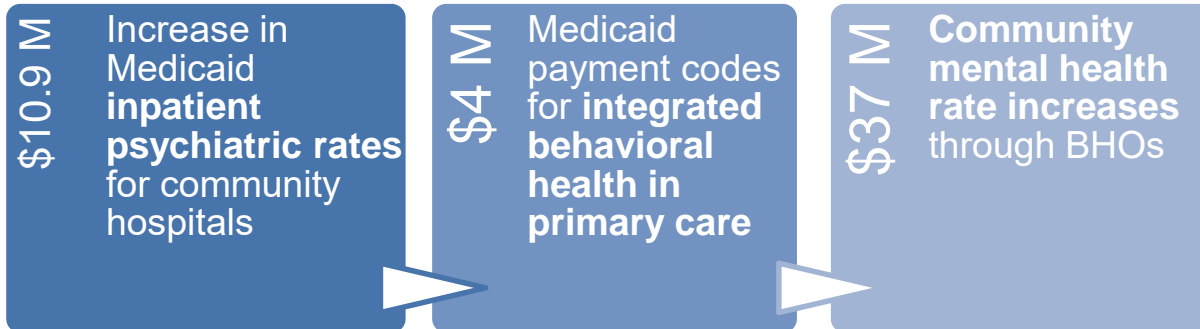 $10.9 M
Increase in
Medicaid
inpatient
psychiatric rates
for community
hospitals
$4 M
Medicaid
payment codes
for integrated
behavioral
health in
primary care
$37 M
Community
mental health
rate increases
through BHOs